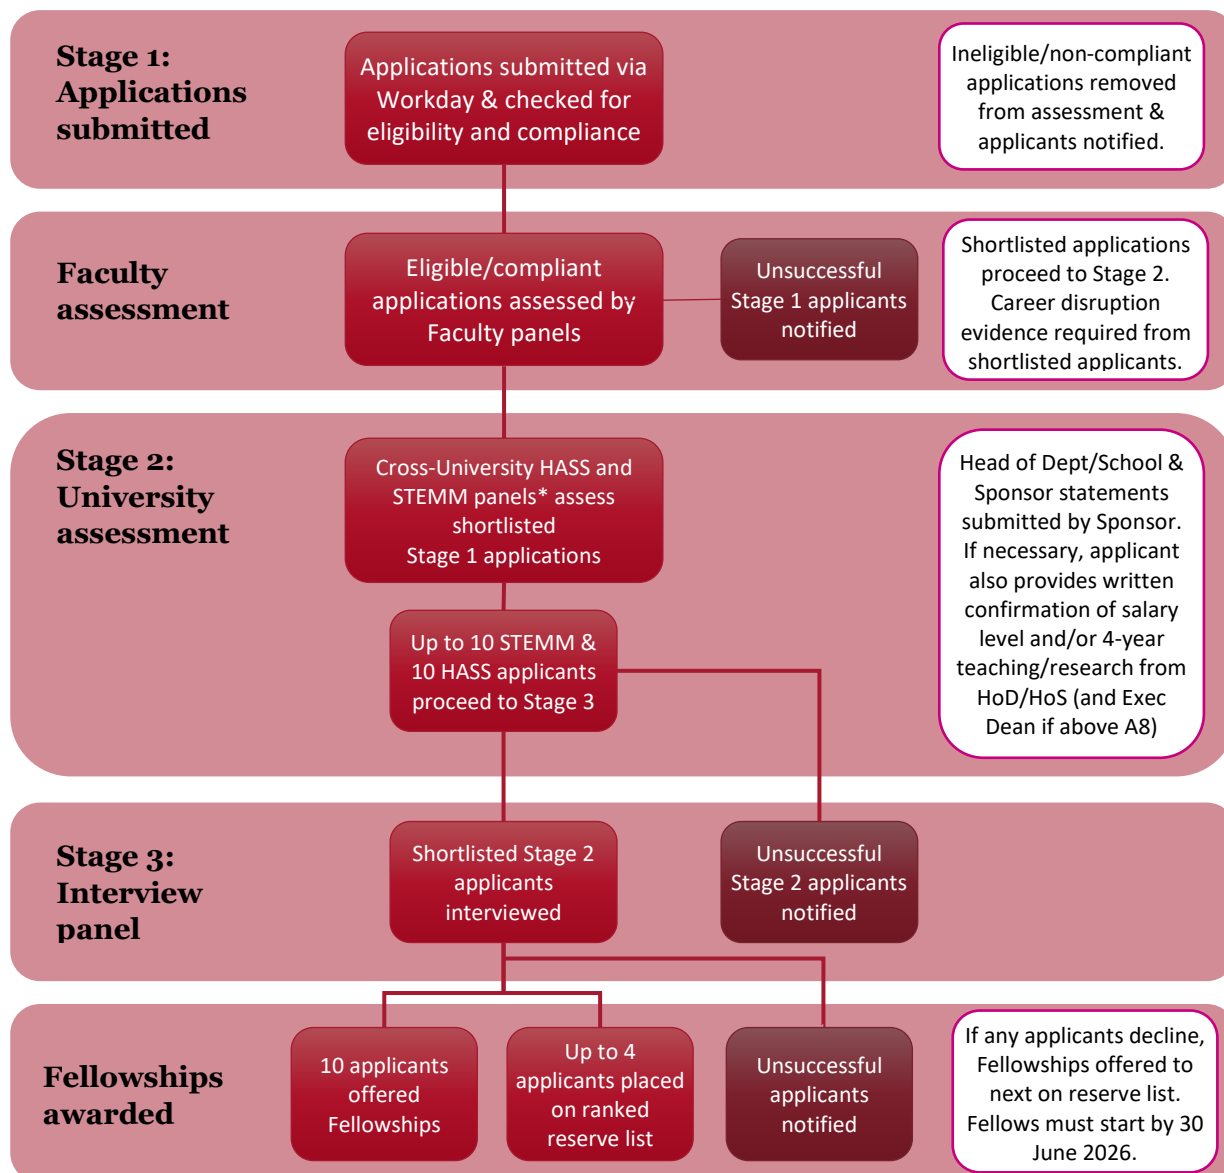 Stage 1:
Applications
submitted
Applications submitted via
Workday & checked for
eligibility and compliance
Ineligible/non-compliant
applications removed
from assessment &
applicants notified.
Faculty
assessment
Eligible/compliant
applications assessed by
Faculty panels
Unsuccessful
Stage 1 applicants
notified
Shortlisted applications
proceed to Stage 2.
Career disruption
evidence required from
shortlisted applicants.
Stage 2:
University
assessment
Cross-University HASS and
STEMM panels* assess
shortlisted
Stage 1 applications
Head of Dept/School &
Sponsor statements
submitted by Sponsor.
If necessary, applicant
also provides written
confirmation of salary
level and/or 4-year
teaching/research from
HoD/HoS (and Exec
Dean if above A8)
Up to 10 STEMM &
10 HASS applicants
proceed to Stage 3
Stage 3:
Interview
panel
Shortlisted Stage 2
applicants
interviewed
Unsuccessful
Stage 2 applicants
notified
Fellowships
awarded
10 applicants
offered
Fellowships
Up to 4
applicants placed
on ranked
reserve list
Unsuccessful
applicants
notified
If any applicants decline,
Fellowships offered to
next on reserve list.
Fellows must start by 30
June 2026.